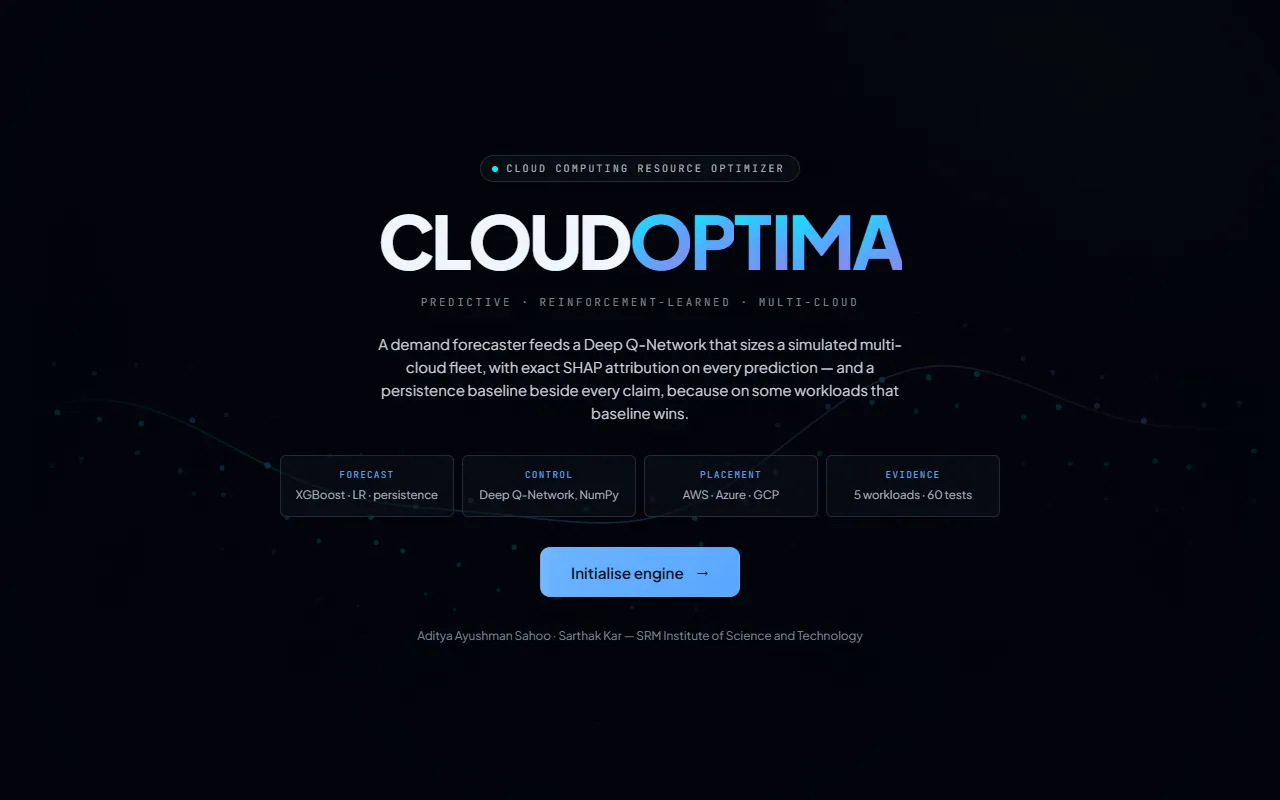 CLOUD COMPUTING RESOURCE OPTIMIZER
CLOUDOPTIMA
PREDICTIVE · REINFORCEMENT-LEARNED · MULTI-CLOUD
A demand forecaster feeds a Deep Q-Network that sizes a simulated multi-
cloud fleet, with exact SHAP attribution on every prediction — and a
persistence baseline beside every claim, because on some workloads that
baseline wins.
FORECAST
XGBoost · LR · persistence
CONTROL
Deep Q-Network, NumPy
PLACEMENT
AWS · Azure · GCP
EVIDENCE
5 workloads · 60 tests
Initialise engine →
Aditya Ayushman Sahoo · Sarthak Kar — SRM Institute of Science and Technology